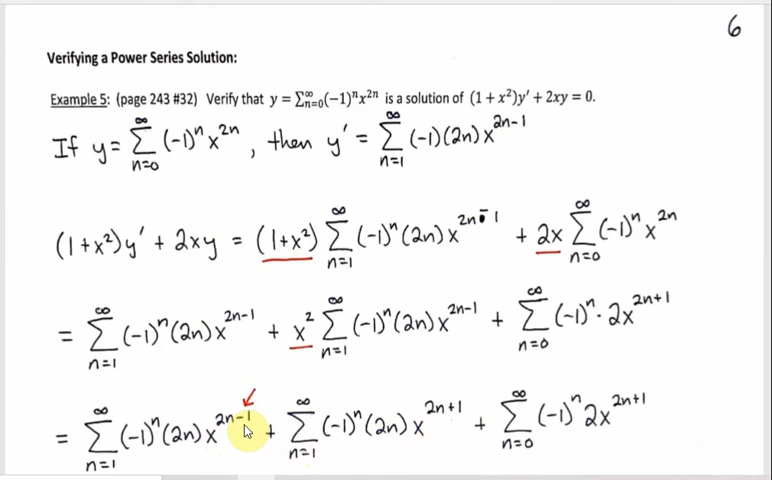 6
Verifying a Power Series Solution:
Example 5: (page 243 #32) Verify that y = ∑_{n=0}^{∞}(−1)ⁿx²ⁿ is a solution of (1 + x²)y′ + 2xy = 0.
If y = ∑_{n=0}^{∞} (-1)^n x^{2n}, then y' = ∑_{n=1}^{∞} (-1)(2n) x^{2n-1}
(1+x²)y' + 2xy = (1+x²) ∑_{n=1}^{∞} (-1)^n (2n) x^{2n-1} + 2x ∑_{n=0}^{∞} (-1)^n x^{2n}
= ∑_{n=1}^{∞} (-1)^n (2n) x^{2n-1} + x² ∑_{n=1}^{∞} (-1)^n (2n) x^{2n-1} + ∑_{n=0}^{∞} (-1)^n · 2x^{2n+1}
= ∑_{n=1}^{∞} (-1)^n (2n) x^{2n-1} + ∑_{n=1}^{∞} (-1)^n (2n) x^{2n+1} + ∑_{n=0}^{∞} (-1)^n 2x^{2n+1}